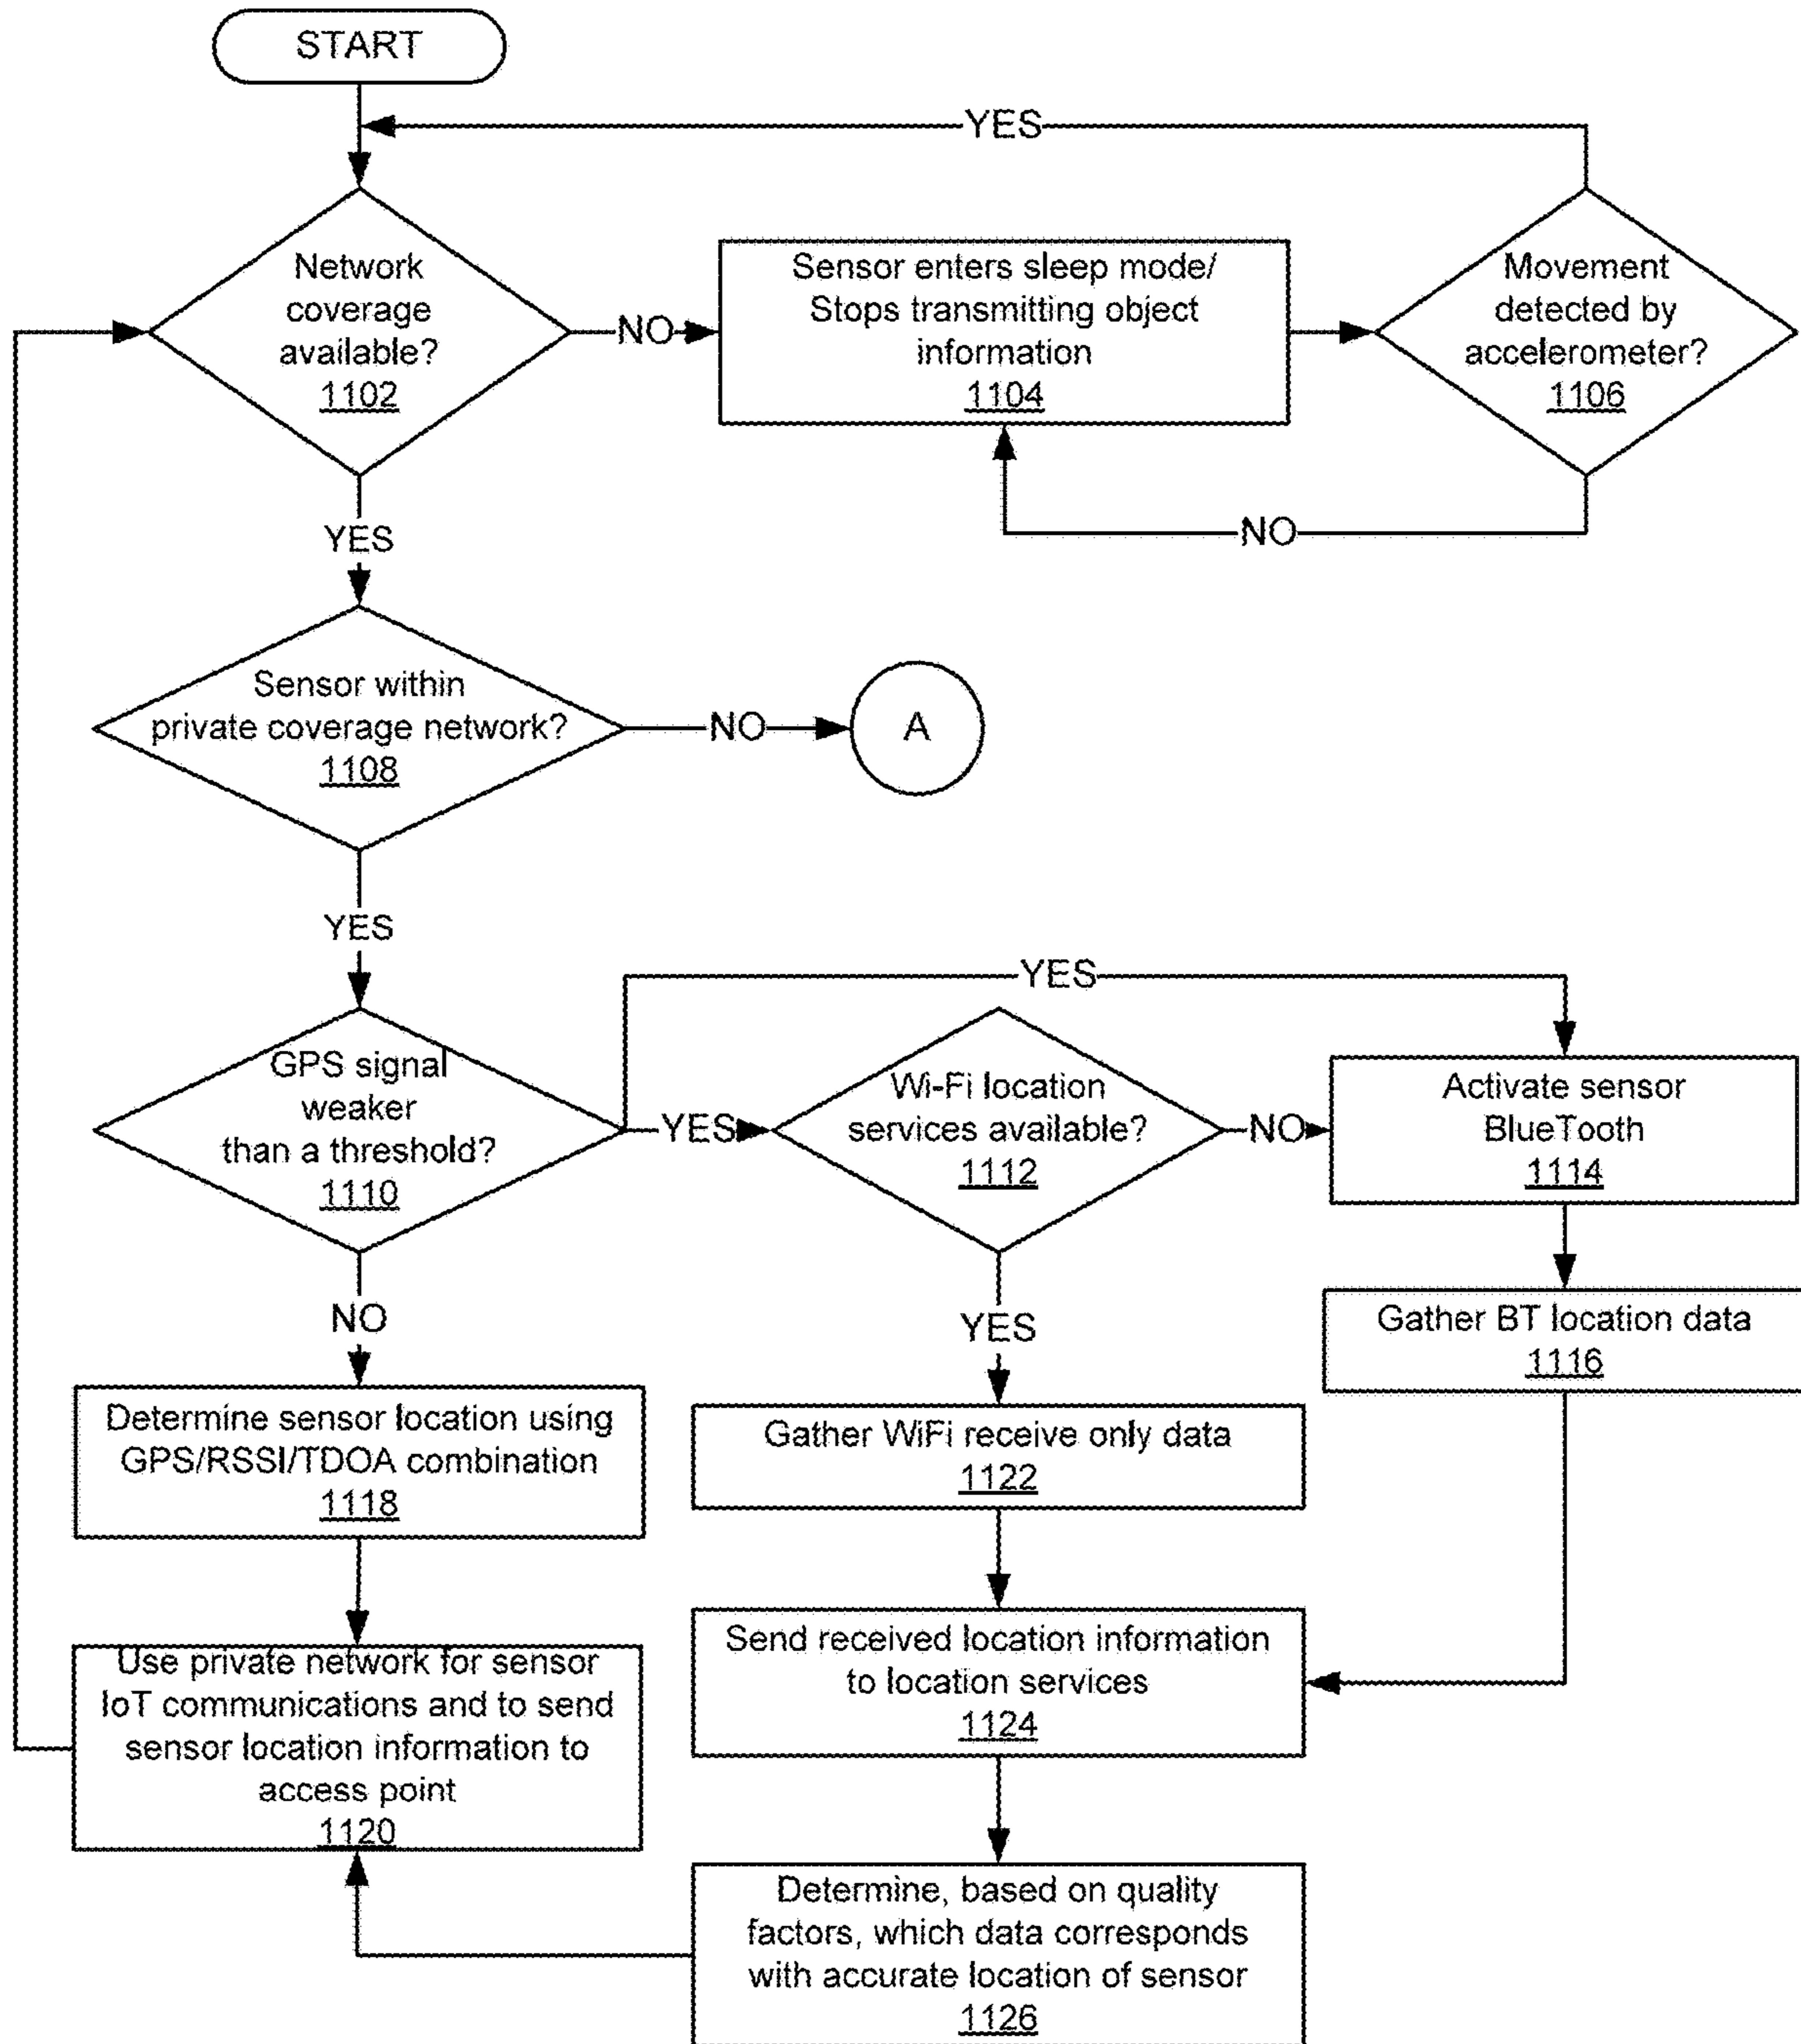 START
YES
Network
coverage
available?
1102
NO
Sensor enters sleep mode/
Stops transmitting object
information
1104
Movement
detected by
accelerometer?
1106
NO
YES
Sensor within
private coverage network?
1108
NO
A
YES
YES
GPS signal
weaker
than a threshold?
1110
YES
Wi-Fi location
services available?
1112
NO
Activate sensor
BlueTooth
1114
NO
YES
Gather BT location data
1116
Determine sensor location using
GPS/RSSI/TDOA combination
1118
Gather WiFi receive only data
1122
Use private network for sensor
IoT communications and to send
sensor location information to
access point
1120
Send received location information
to location services
1124
Determine, based on quality
factors, which data corresponds
with accurate location of sensor
1126